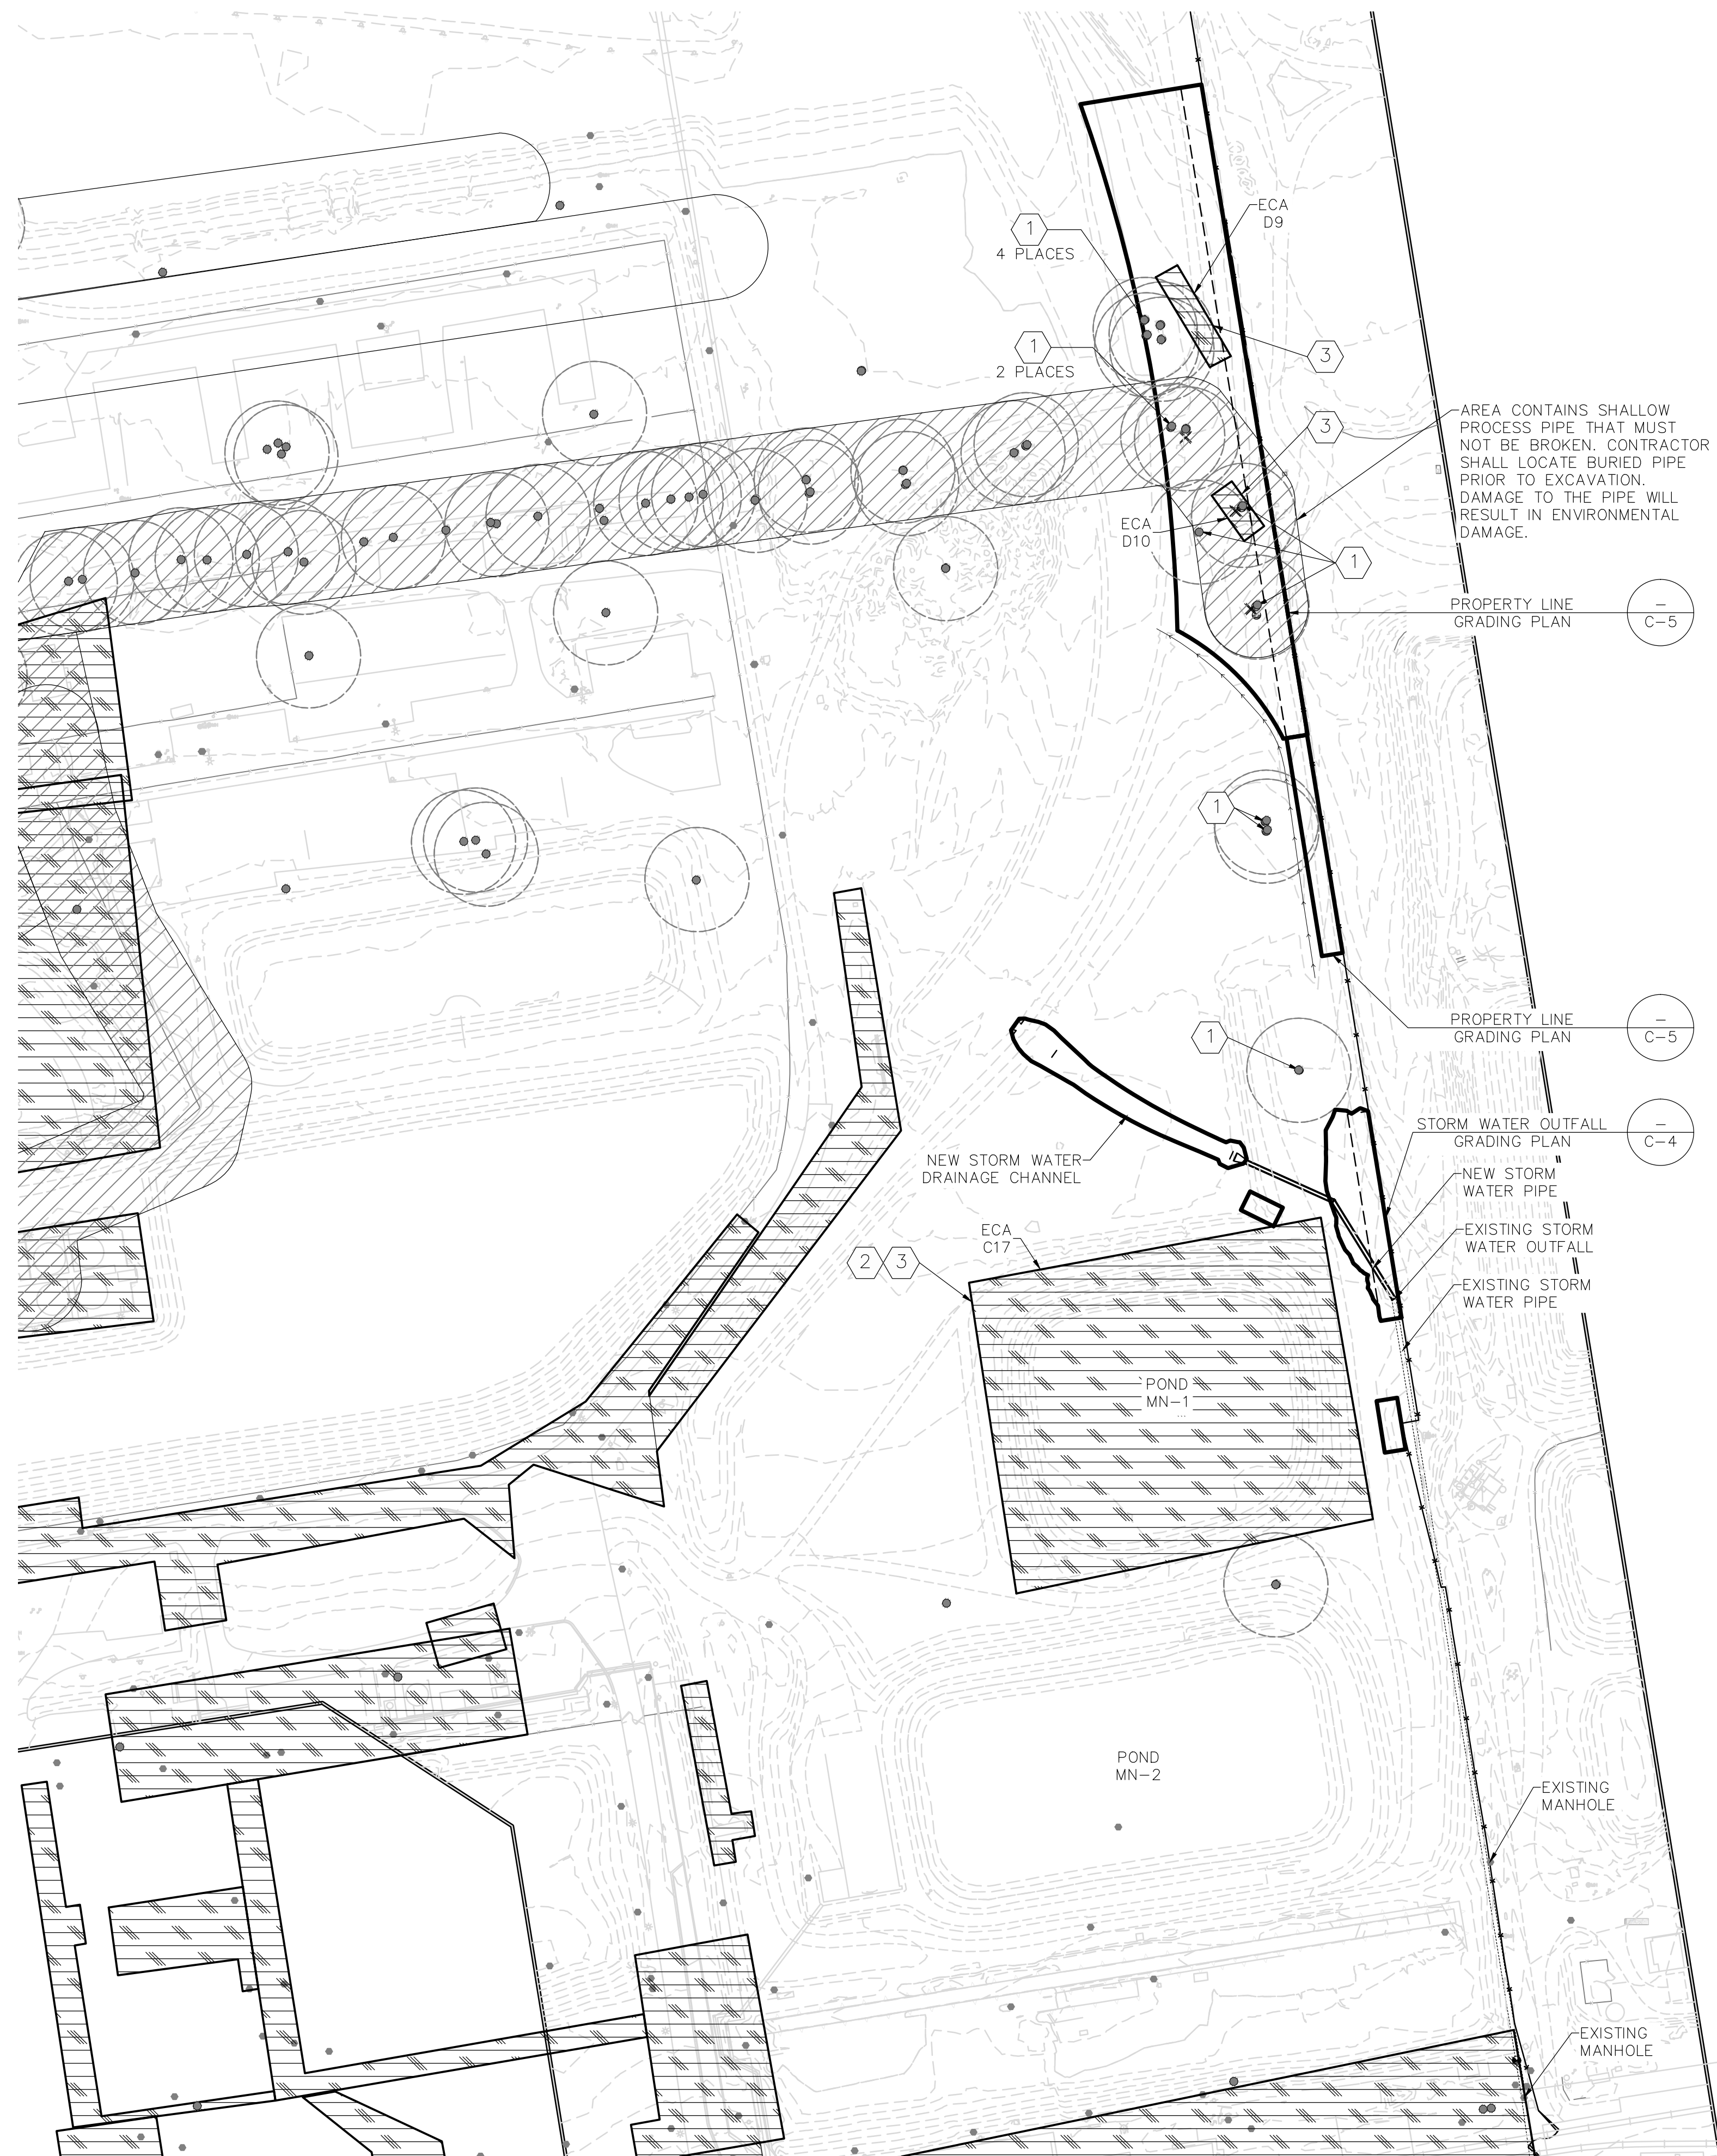 ECA
D9
1
4 PLACES
1
2 PLACES
3
3
AREA CONTAINS SHALLOW
PROCESS PIPE THAT MUST
NOT BE BROKEN. CONTRACTOR
SHALL LOCATE BURIED PIPE
PRIOR TO EXCAVATION.
DAMAGE TO THE PIPE WILL
RESULT IN ENVIRONMENTAL
DAMAGE.
ECA
D10
1
PROPERTY LINE
GRADING PLAN
–
C-5
1
PROPERTY LINE
GRADING PLAN
–
C-5
1
STORM WATER OUTFALL
GRADING PLAN
–
C-4
NEW STORM WATER
DRAINAGE CHANNEL
NEW STORM
WATER PIPE
ECA
C17
EXISTING STORM
WATER OUTFALL
2
3
EXISTING STORM
WATER PIPE
POND
MN-1
...
POND
MN-2
EXISTING
MANHOLE
EXISTING
MANHOLE